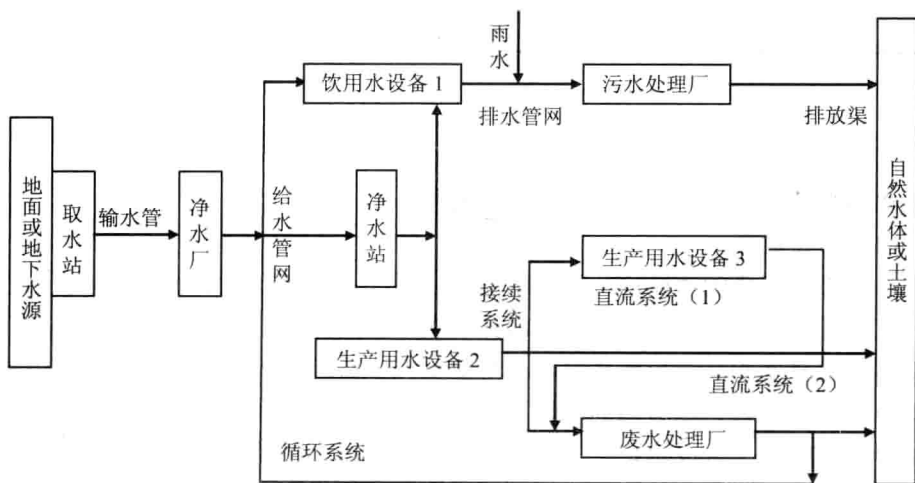 雨水
饮用水设备 1
污水处理厂
排水管网
排放渠
地面或地下水源
取水站
输水管
净水厂
给水管网
净水站
自然水体或土壤
生产用水设备 3
接续
系统
直流系统（1）
生产用水设备 2
直流系统（2）
废水处理厂
循环系统